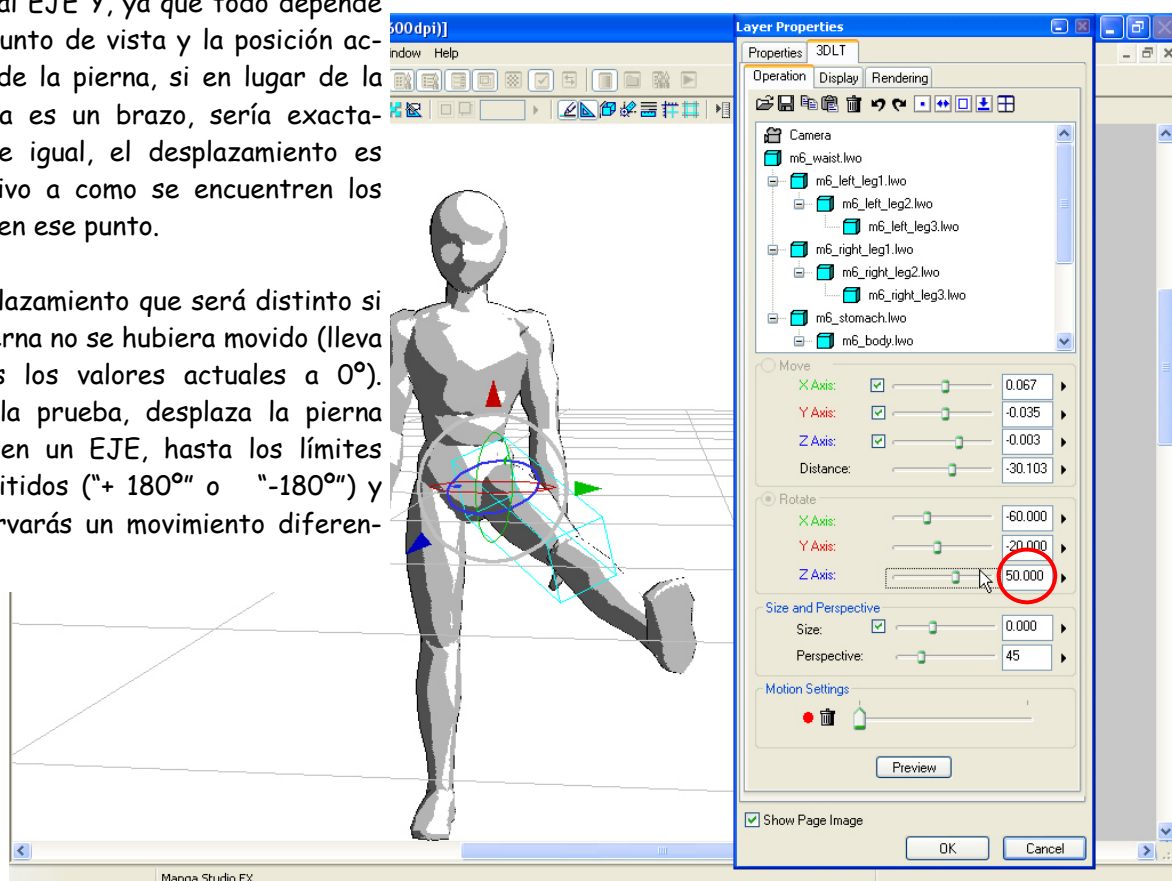 al EJE Y, ya que todo depende
unto de vista y la posición ac-
de la pierna, si en lugar de la
a es un brazo, sería exacta-
e igual, el desplazamiento es
ivo a como se encuentren los
en ese punto.
lazamiento que será distinto si
erna no se hubiera movido (lleva
s los valores actuales a 0º).
la prueba, desplaza la pierna
en un EJE, hasta los límites
itidos ("+ 180º" o "-180º") y
rvarás un movimiento diferen-
600dpi)]
ndow Help
Layer Properties
Properties 3DLT
Operation Display Rendering
Camera
m6_waist.lwo
m6_left_leg1.lwo
m6_left_leg2.lwo
m6_left_leg3.lwo
m6_right_leg1.lwo
m6_right_leg2.lwo
m6_right_leg3.lwo
m6_stomach.lwo
m6_body.lwo
Move
X Axis: 0.067
Y Axis: -0.035
Z Axis: -0.003
Distance: -30.103
Rotate
X Axis: -60.000
Y Axis: -20.000
Z Axis: 50.000
Size and Perspective
Size: 0.000
Perspective: 45
Motion Settings
Preview
Show Page Image
OK Cancel
Manga Studio EX